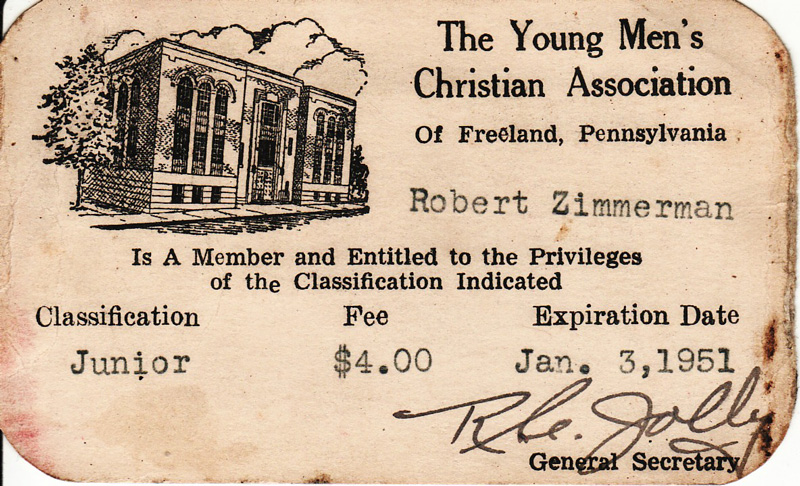 The Young Men's
Christian Association
Of Freeland, Pennsylvania
Robert Zimmerman
Is A Member and Entitled to the Privileges
of the Classification Indicated
Classification Fee Expiration Date
Junior $4.00 Jan. 3,1951
Jolly
General Secretary